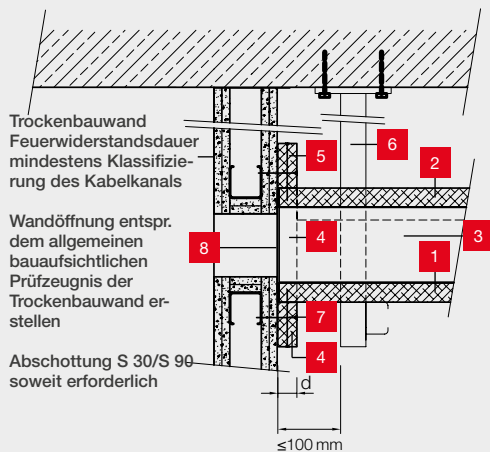 Trockenbauwand
Feuerwiderstandsdauer
mindestens Klassifizie-
rung des Kabelkanals
Wandöffnung entspr.
dem allgemeinen
bauaufsichtlichen
Prüfzeugnis der
Trockenbauwand er-
stellen
Abschottung S 30/S 90
soweit erforderlich
5
6
2
8
4
3
1
7
4
d
≤100 mm